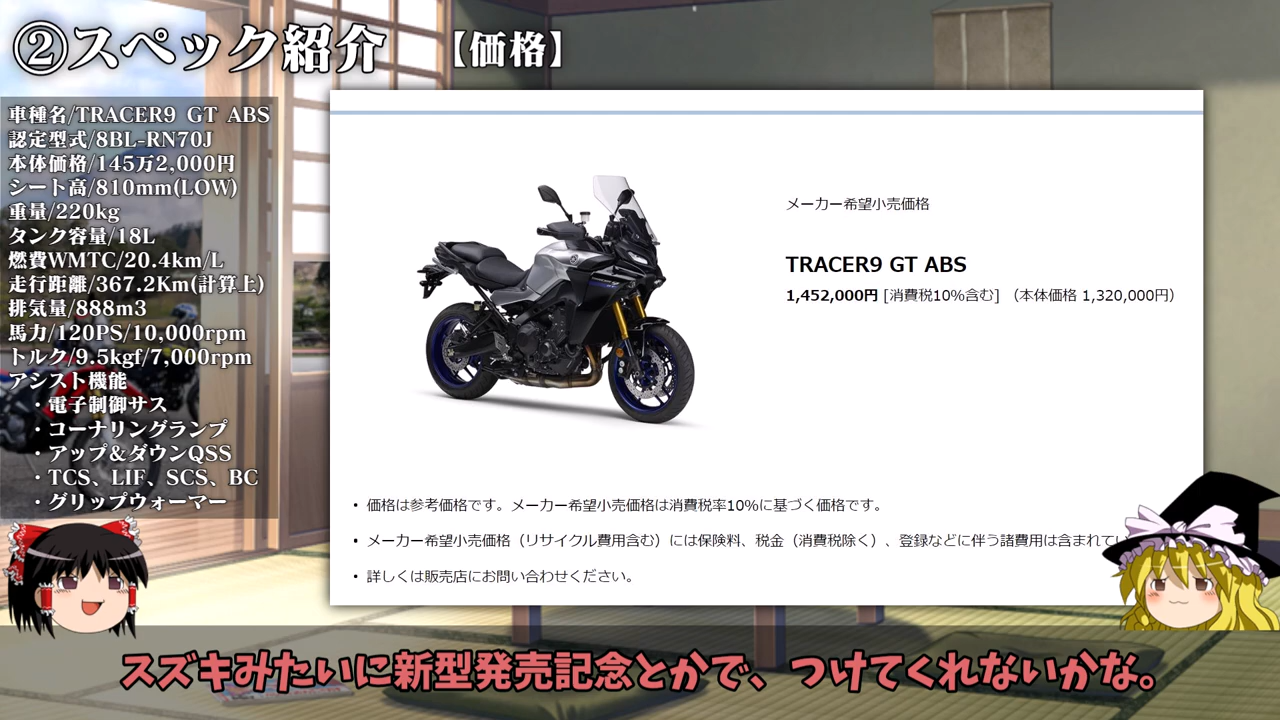 ②スペック紹介 【価格】
車種名/TRACER9 GT ABS
認定型式/8BL-RN70J
本体価格/145万2,000円
シート高/810mm(LOW)
重量/220kg
タンク容量/18L
燃費WMTC/20.4km/L
走行距離/367.2Km(計算上)
排気量/888m3
馬力/120PS/10,000rpm
トルク/9.5kgf/7,000rpm
アシスト機能
・電子制御サス
・コーナリングランプ
・アップ&ダウンQSS
・TCS、LIF、SCS、BC
・グリップウォーマー
メーカー希望小売価格
TRACER9 GT ABS
1,452,000円 [消費税10%含む] （本体価格 1,320,000円）
• 価格は参考価格です。メーカー希望小売価格は消費税率10%に基づく価格です。
• メーカー希望小売価格（リサイクル費用含む）には保険料、税金（消費税除く）、登録などに伴う諸費用は含まれてい
• 詳しくは販売店にお問い合わせください。
スズキみたいに新型発売記念とかで、つけてくれないかな。